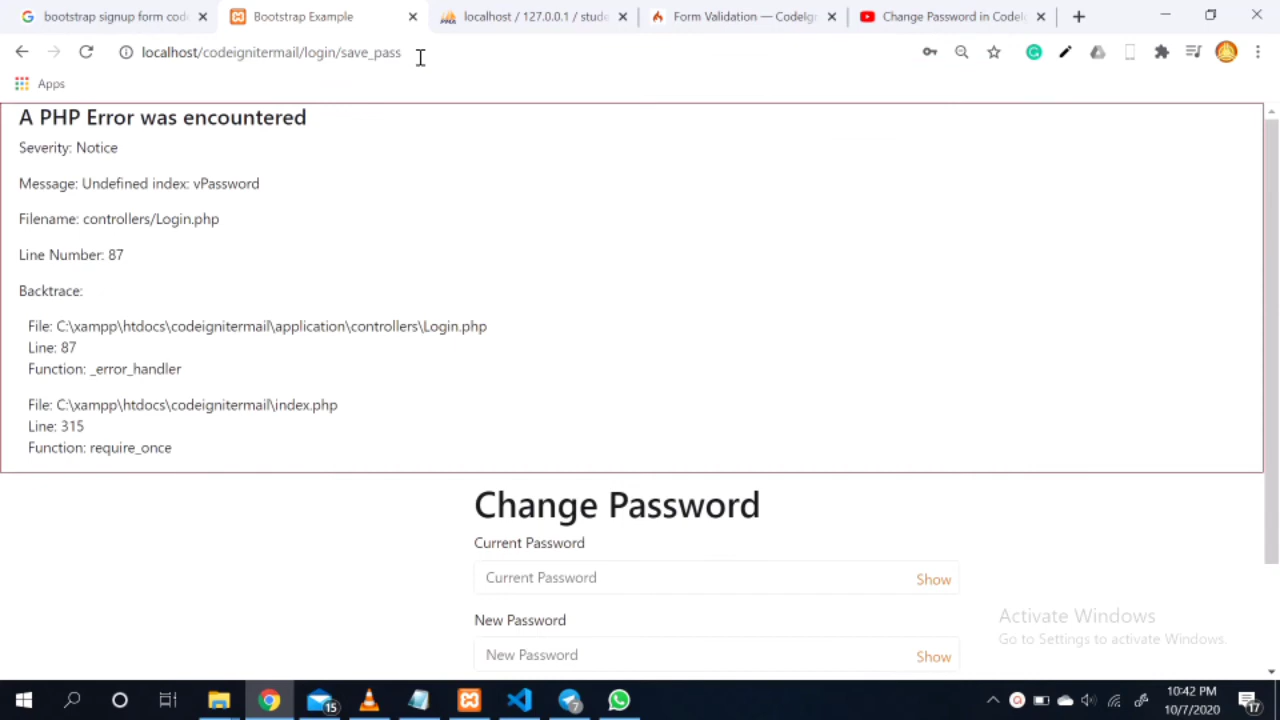 bootstrap signup form cod
Bootstrap Example
localhost / 127.0.0.1 / stude
Form Validation — CodeIgn
Change Password in CodeI
localhost/codeignitermail/login/save_pass
Apps
A PHP Error was encountered
Severity: Notice
Message: Undefined index: vPassword
Filename: controllers/Login.php
Line Number: 87
Backtrace:
File: C:\xampp\htdocs\codeignitermail\application\controllers\Login.php
Line: 87
Function: _error_handler
File: C:\xampp\htdocs\codeignitermail\index.php
Line: 315
Function: require_once
Change Password
Current Password
Current Password Show
New Password
New Password Show
Activate Windows
Go to Settings to activate Windows.
15
7
10:42 PM
10/7/2020
17